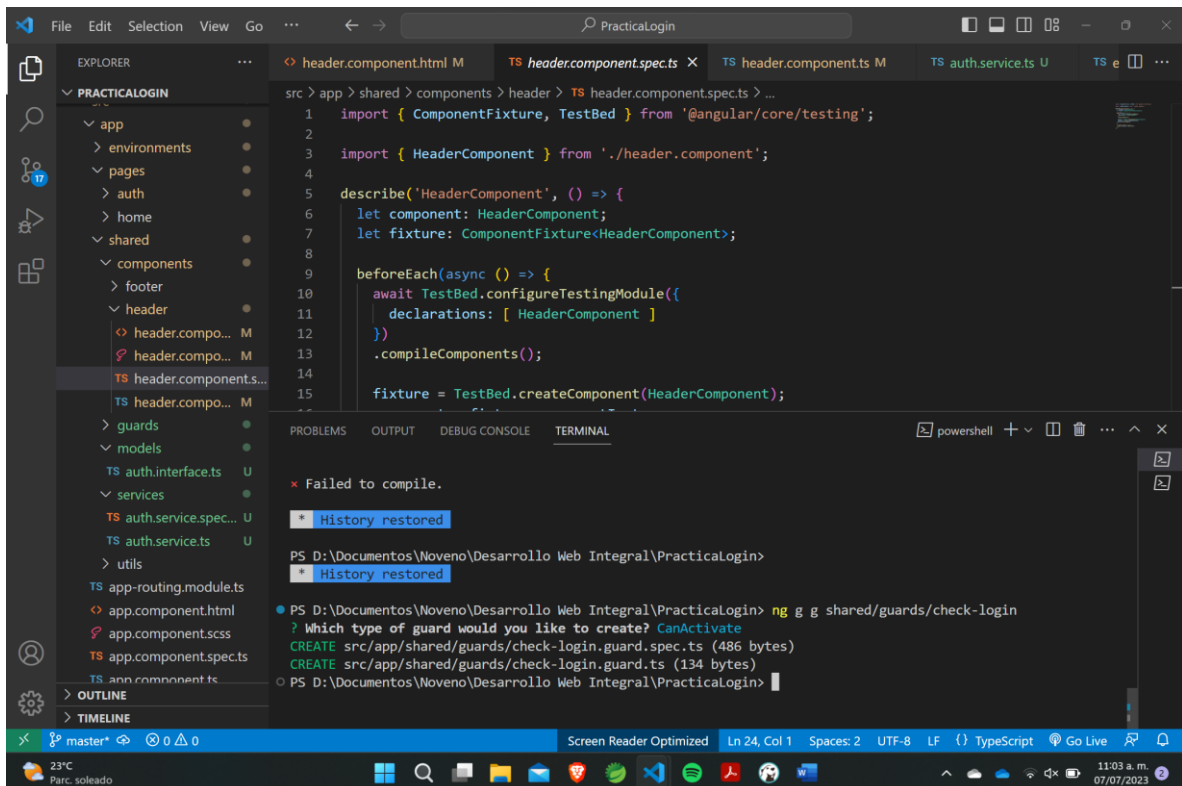 File Edit Selection View Go ... PracticaLogin
EXPLORER ...
PRACTICALOGIN
app
environments
pages
auth
home
shared
components
footer
header
header.compo... M
header.compo... M
header.component.s...
header.compo... M
guards
models
auth.interface.ts U
services
auth.service.spec... U
auth.service.ts U
utils
app-routing.module.ts
app.component.html
app.component.scss
app.component.spec.ts
app.component.ts
OUTLINE
TIMELINE
17
header.component.html M TS header.component.spec.ts TS header.component.ts M TS auth.service.ts U TS e ...
src > app > shared > components > header > TS header.component.spec.ts > ...
1 import { ComponentFixture, TestBed } from '@angular/core/testing';
2
3 import { HeaderComponent } from './header.component';
4
5 describe('HeaderComponent', () => {
6 let component: HeaderComponent;
7 let fixture: ComponentFixture<HeaderComponent>;
8
9 beforeEach(async () => {
10 await TestBed.configureTestingModule({
11 declarations: [ HeaderComponent ]
12 })
13 .compileComponents();
14
15 fixture = TestBed.createComponent(HeaderComponent);
PROBLEMS OUTPUT DEBUG CONSOLE TERMINAL powershell
× Failed to compile.
* History restored
PS D:\Documentos\Noveno\Desarrollo Web Integral\PracticaLogin>
* History restored
PS D:\Documentos\Noveno\Desarrollo Web Integral\PracticaLogin> ng g g shared/guards/check-login
? Which type of guard would you like to create? CanActivate
CREATE src/app/shared/guards/check-login.guard.spec.ts (486 bytes)
CREATE src/app/shared/guards/check-login.guard.ts (134 bytes)
PS D:\Documentos\Noveno\Desarrollo Web Integral\PracticaLogin>
master* 0 0 Screen Reader Optimized Ln 24, Col 1 Spaces: 2 UTF-8 LF {} TypeScript Go Live
23°C
Parc. soleado
11:03 a. m.
07/07/2023 2